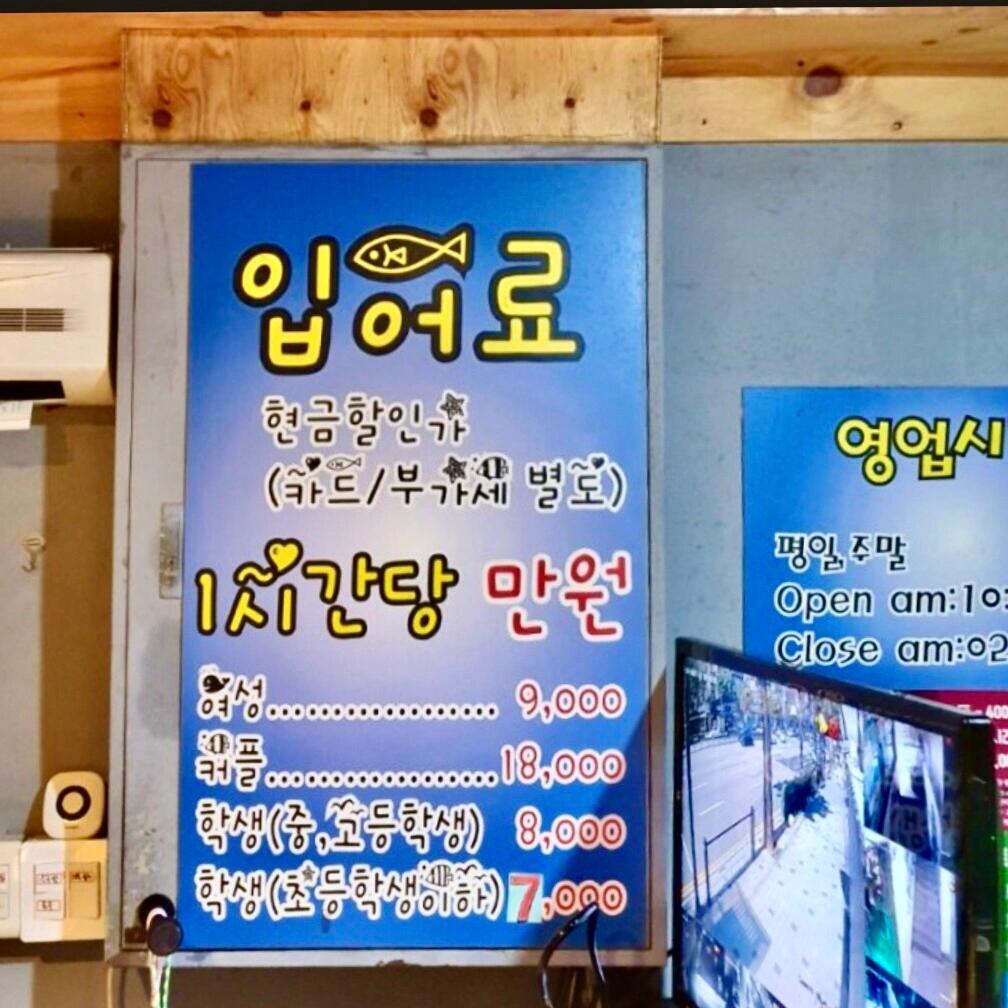 입어료
현금할인가
(카드/부가세 별도)
1시간당 만원
여성.................. 9,000
커플..................18,000
학생(중,고등학생) 8,000
학생(초등학생이하) 7,000
영업시
평일,주말
Open am:10:
Close am:02